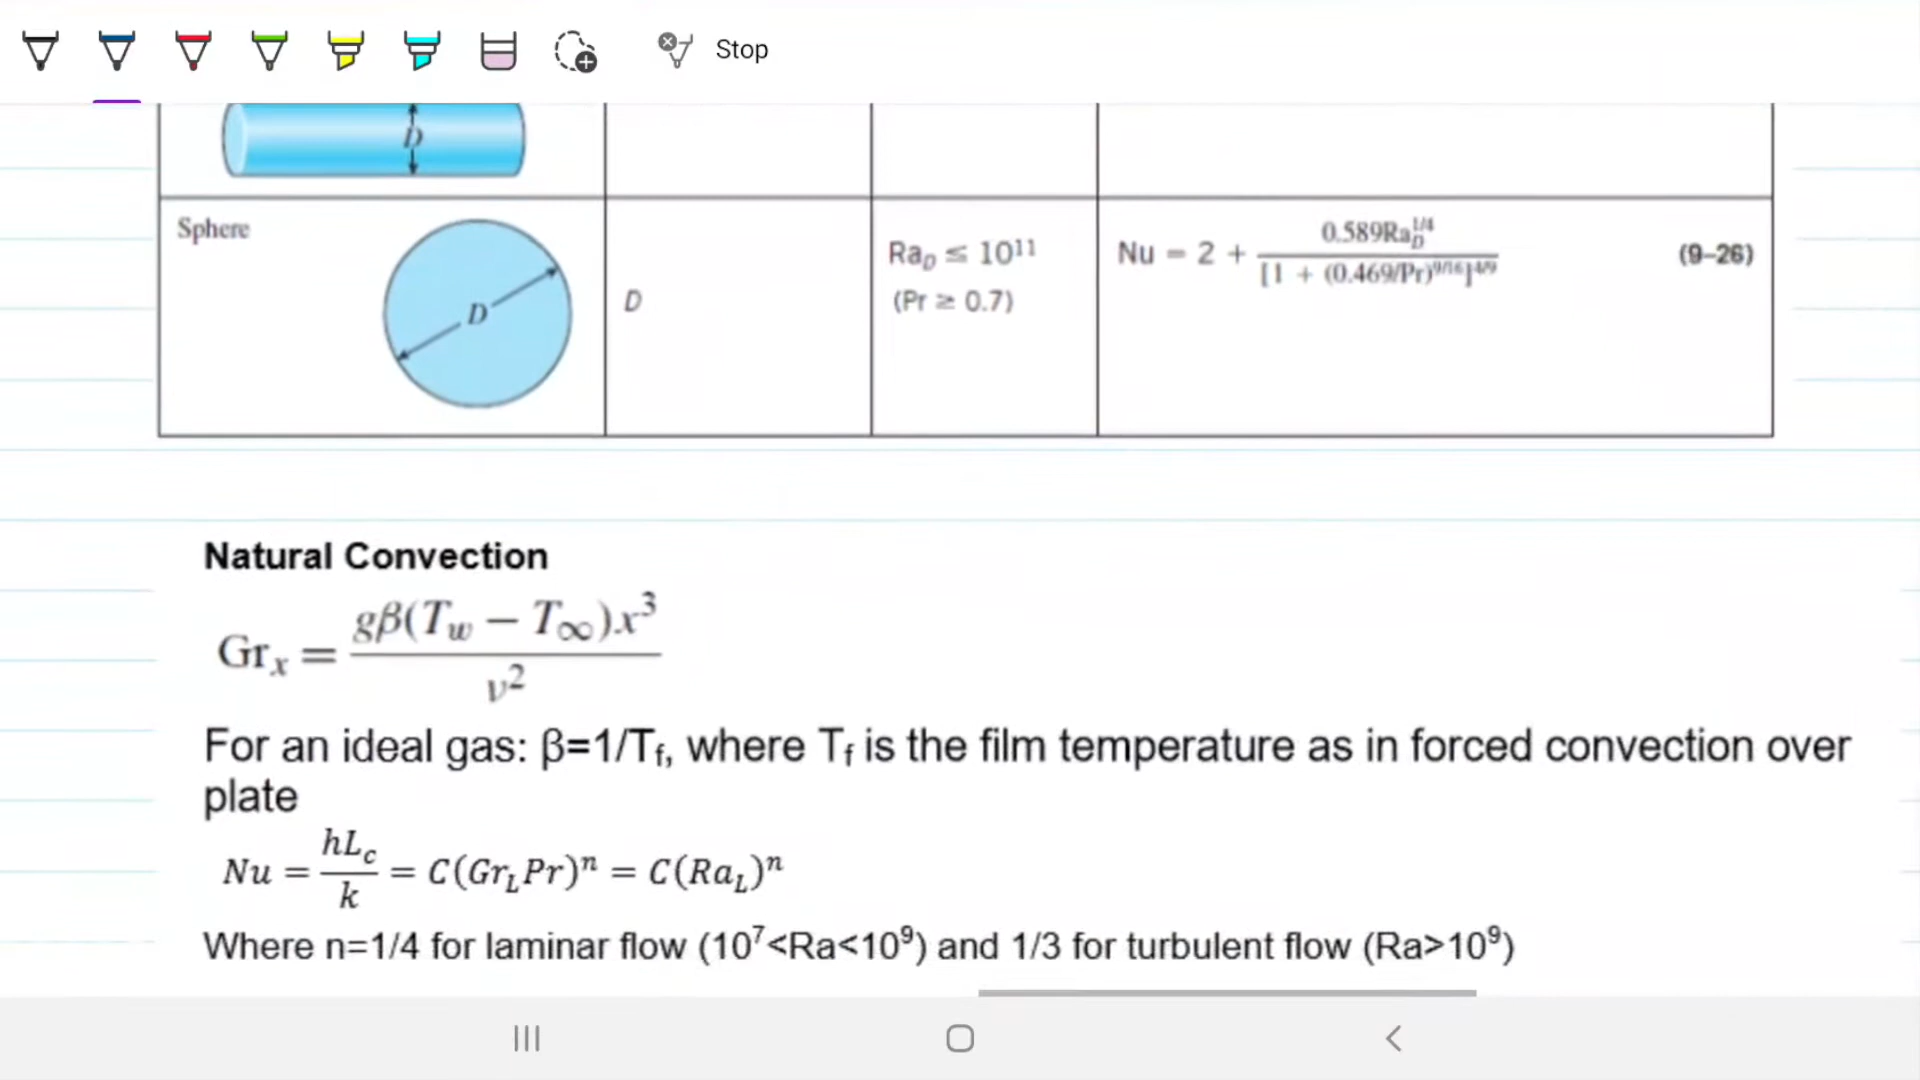 Stop
D
Sphere
D
D
Ra_D ≤ 10^11
(Pr ≥ 0.7)
Nu = 2 + 0.589Ra_D^1/4 / [1 + (0.469/Pr)^9/16]^4/9 (9–26)
Natural Convection
Gr_x = gβ(T_w − T_∞)x^3 / ν^2
For an ideal gas: β=1/T_f, where T_f is the film temperature as in forced convection over
plate
Nu = hL_c / k = C(Gr_L Pr)^n = C(Ra_L)^n
Where n=1/4 for laminar flow (10^7<Ra<10^9) and 1/3 for turbulent flow (Ra>10^9)